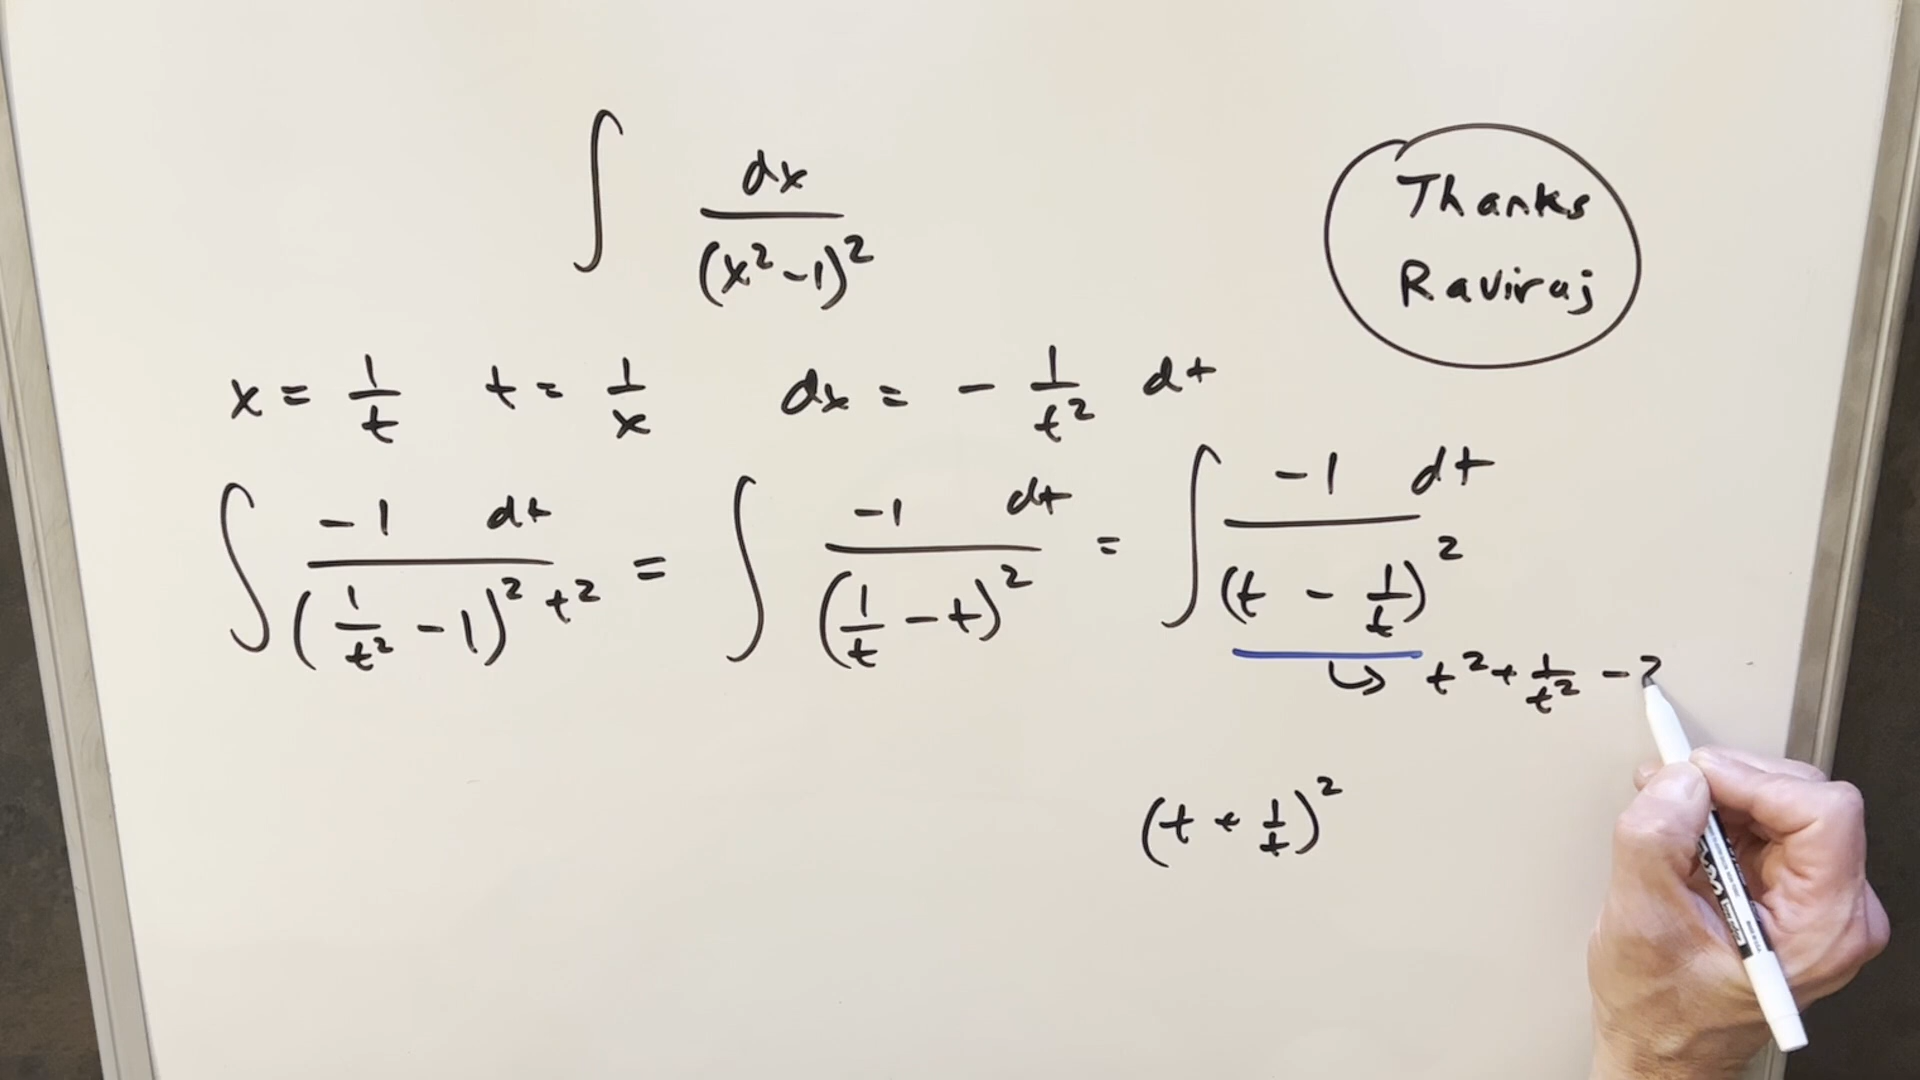 ∫ dx / (x² - 1)²
Thanks
Raviraj
x = 1/t   t = 1/x   dx = - 1/t² dt
∫ -1 dt / (1/t² - 1)² t² = ∫ -1 dt / (1/t - t)² = ∫ -1 dt / (t - 1/t)²
↳ t² + 1/t² - 2
(t + 1/t)²